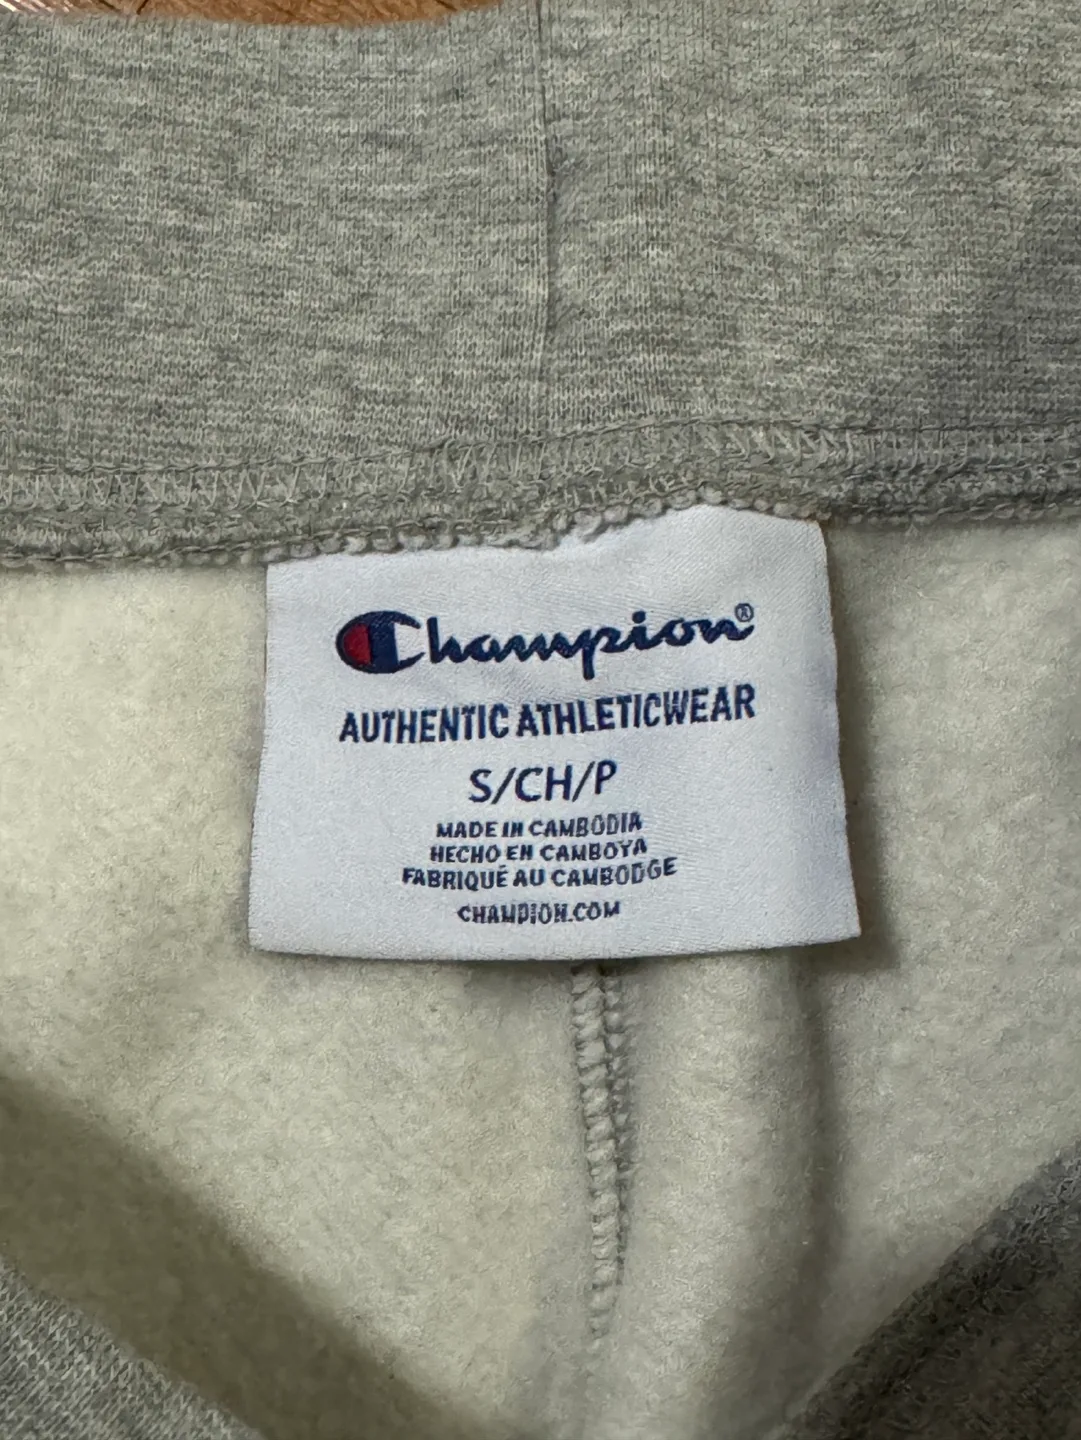 Champion®
AUTHENTIC ATHLETICWEAR
S/CH/P
MADE IN CAMBODIA
HECHO EN CAMBOYA
FABRIQUÉ AU CAMBODGE
CHAMPION.COM